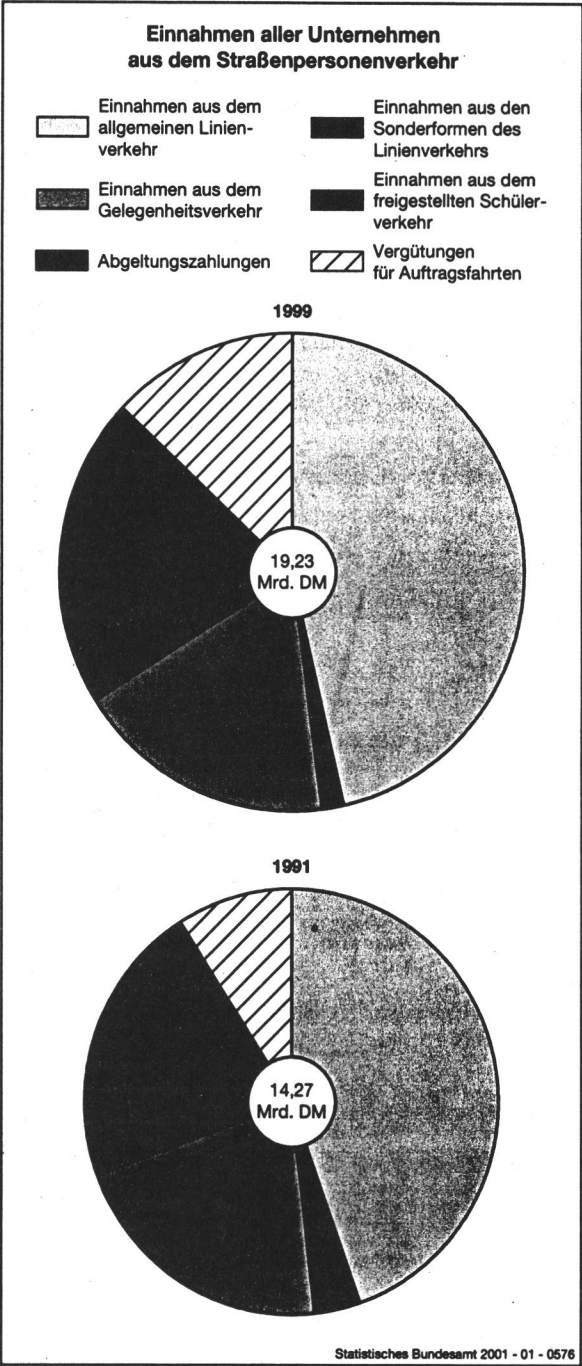 Einnahmen aller Unternehmen
aus dem Straßenpersonenverkehr
Einnahmen aus dem
allgemeinen Linien-
verkehr
Einnahmen aus den
Sonderformen des
Linienverkehrs
Einnahmen aus dem
Gelegenheitsverkehr
Einnahmen aus dem
freigestellten Schüler-
verkehr
Abgeltungszahlungen
Vergütungen
für Auftragsfahrten
1999
19,23
Mrd. DM
1991
14,27
Mrd. DM
Statistisches Bundesamt 2001 - 01 - 0576